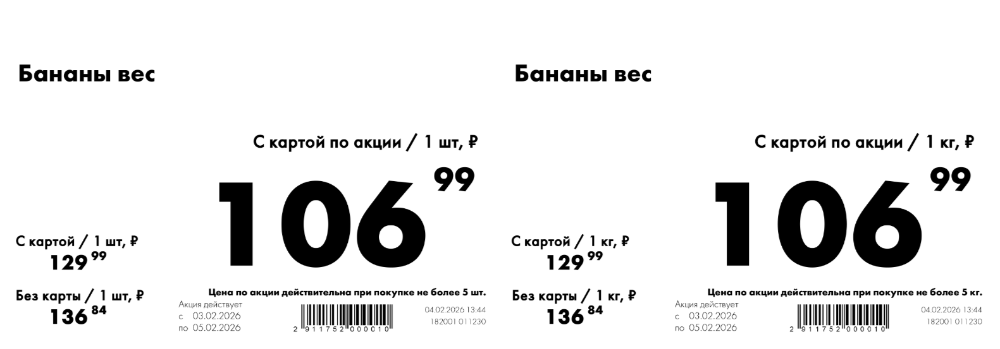 Бананы вес
С картой по акции / 1 шт, ₽
106 99
С картой / 1 шт, ₽
129 99
Без карты / 1 шт, ₽
136 84
Цена по акции действительна при покупке не более 5 шт.
Акция действует
с 03.02.2026
по 05.02.2026
2 911752 000010
04.02.2026 13:44
182001 011230
Бананы вес
С картой по акции / 1 кг, ₽
106 99
С картой / 1 кг, ₽
129 99
Без карты / 1 кг, ₽
136 84
Цена по акции действительна при покупке не более 5 кг.
Акция действует
с 03.02.2026
по 05.02.2026
2 911752 000010
04.02.2026 13:44
182001 011230